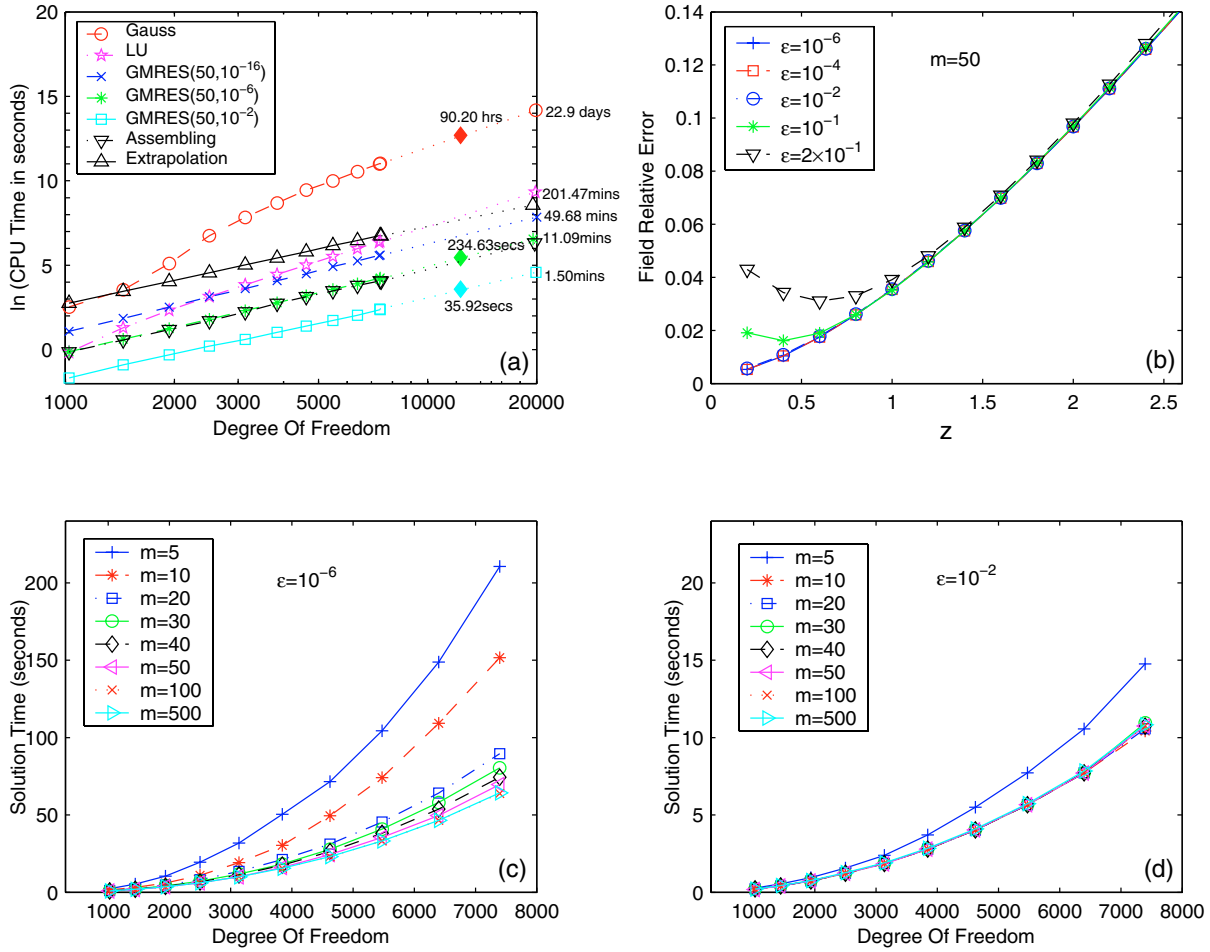 Gauss
LU
GMRES(50,10⁻¹⁶)
GMRES(50,10⁻⁶)
GMRES(50,10⁻²)
Assembling
Extrapolation
20
15
10
5
0
ln (CPU Time in seconds)
90.20 hrs
22.9 days
201.47mins
49.68 mins
234.63secs
11.09mins
1.50mins
35.92secs
(a)
1000 2000 3000 5000 10000 20000
Degree Of Freedom
ε=10⁻⁶
ε=10⁻⁴
ε=10⁻²
ε=10⁻¹
ε=2×10⁻¹
m=50
0.14
0.12
0.1
0.08
0.06
0.04
0.02
0
Field Relative Error
(b)
0 0.5 1 1.5 2 2.5
z
m=5
m=10
m=20
m=30
m=40
m=50
m=100
m=500
ε=10⁻⁶
200
150
100
50
0
Solution Time (seconds)
(c)
1000 2000 3000 4000 5000 6000 7000 8000
Degree Of Freedom
m=5
m=10
m=20
m=30
m=40
m=50
m=100
m=500
ε=10⁻²
20
15
10
5
0
Solution Time (seconds)
(d)
1000 2000 3000 4000 5000 6000 7000 8000
Degree Of Freedom